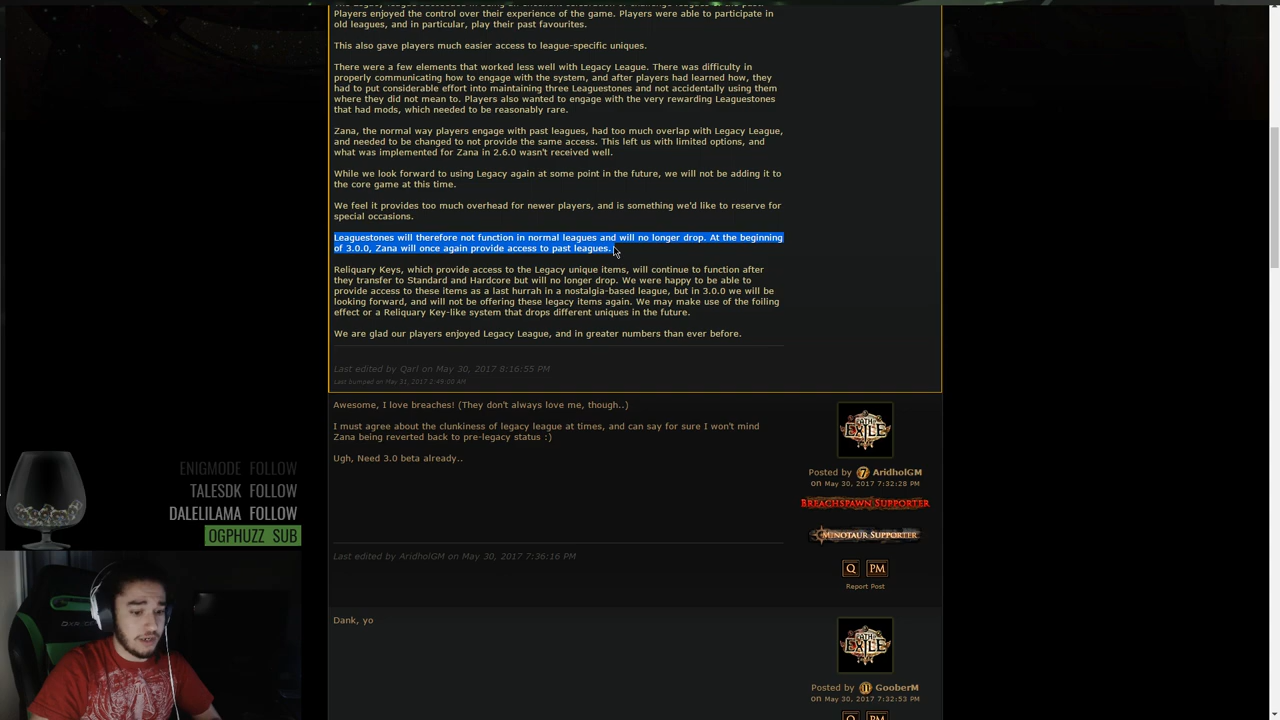 Players enjoyed the control over their experience of the game. Players were able to participate in
old leagues, and in particular, play their past favourites.
This also gave players much easier access to league-specific uniques.
There were a few elements that worked less well with Legacy League. There was difficulty in
properly communicating how to engage with the system, and after players had learned how, they
had to put considerable effort into maintaining three Leaguestones and not accidentally using them
where they did not mean to. Players also wanted to engage with the very rewarding Leaguestones
that had mods, which needed to be reasonably rare.
Zana, the normal way players engage with past leagues, had too much overlap with Legacy League,
and needed to be changed to not provide the same access. This left us with limited options, and
what was implemented for Zana in 2.6.0 wasn't received well.
While we look forward to using Legacy again at some point in the future, we will not be adding it to
the core game at this time.
We feel it provides too much overhead for newer players, and is something we'd like to reserve for
special occasions.
Leaguestones will therefore not function in normal leagues and will no longer drop. At the beginning
of 3.0.0, Zana will once again provide access to past leagues.
Reliquary Keys, which provide access to the Legacy unique items, will continue to function after
they transfer to Standard and Hardcore but will no longer drop. We were happy to be able to
provide access to these items as a last hurrah in a nostalgia-based league, but in 3.0.0 we will be
looking forward, and will not be offering these legacy items again. We may make use of the foiling
effect or a Reliquary Key-like system that drops different uniques in the future.
We are glad our players enjoyed Legacy League, and in greater numbers than ever before.
Last edited by Qarl on May 30, 2017 8:16:55 PM
Last bumped on May 31, 2017 2:49:00 AM
Awesome, I love breaches! (They don't always love me, though..)
I must agree about the clunkiness of legacy league at times, and can say for sure I won't mind
Zana being reverted back to pre-legacy status :)
Ugh, Need 3.0 beta already..
Last edited by AridholGM on May 30, 2017 7:36:16 PM
PATH OF EXILE
Posted by 7 AridholGM
on May 30, 2017 7:32:28 PM
BREACHSPAWN SUPPORTER
MINOTAUR SUPPORTER
Q PM
Report Post
Dank, yo
PATH OF EXILE
Posted by 11 GooberM
on May 30, 2017 7:32:53 PM
Q PM
ENIGMODE FOLLOW
TALESDK FOLLOW
DALELILAMA FOLLOW
OGPHUZZ SUB